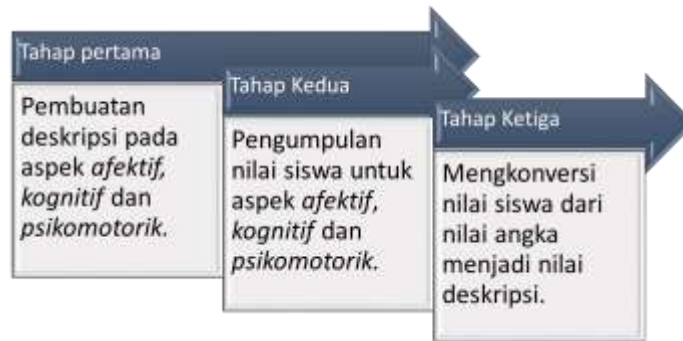 Tahap pertama
Pembuatan
deskripsi pada
aspek afektif,
kognitif dan
psikomotorik.
Tahap Kedua
Pengumpulan
nilai siswa untuk
aspek afektif,
kognitif dan
psikomotorik.
Tahap Ketiga
Mengkonversi
nilai siswa dari
nilai angka
menjadi nilai
deskripsi.